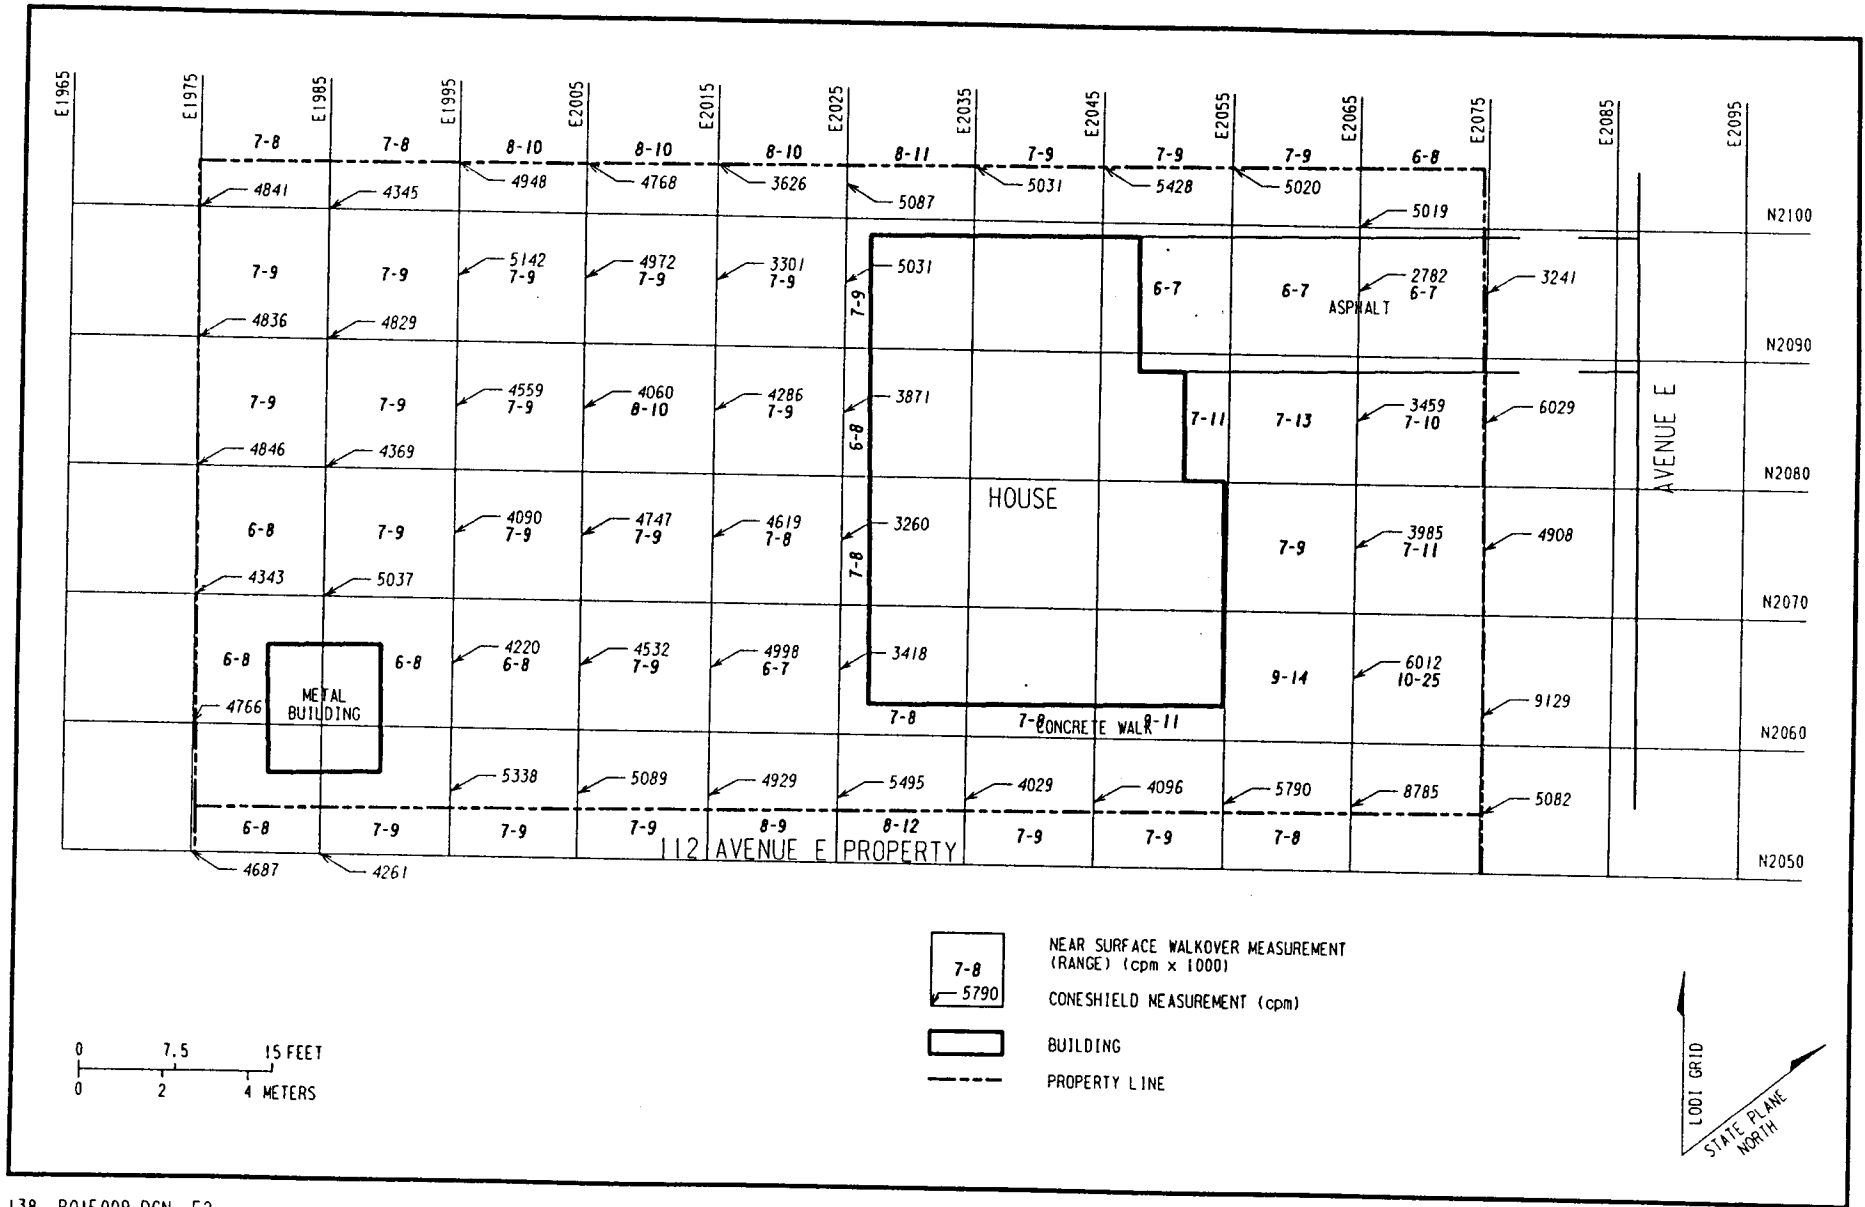 E1965 E1975 E1985 E1995 E2005 E2015 E2025 E2035 E2045 E2055 E2065 E2075 E2085 E2095
7-8 7-8 8-10 8-10 8-10 8-11 7-9 7-9 7-9 6-8
4841 4345 4948 4768 3626 5087 5031 5428 5020 5019
N2100
5142 4972 3301 5031 2782 3241
7-9 7-9 7-9 7-9 7-9 7-9 6-7 6-7 6-7
ASPHALT
4836 4829
N2090
4559 4060 4286 3871 3459 6029
7-9 7-9 7-9 8-10 7-9 6-8 7-11 7-13 7-10
AVENUE E
4846 4369
N2080
HOUSE
4090 4747 4619 3260 3985 4908
6-8 7-9 7-9 7-9 7-8 7-8 7-9 7-11
4343 5037
N2070
4220 4532 4998 3418 6012
6-8 6-8 6-8 7-9 6-7 9-14 10-25
METAL
BUILDING
4766 9129
7-8 7-8 9-11
CONCRETE WALK
N2060
5338 5089 4929 5495 4029 4096 5790 8785 5082
6-8 7-9 7-9 7-9 8-9 8-12 7-9 7-9 7-8
112 AVENUE E PROPERTY
N2050
4687 4261
7-8
5790
NEAR SURFACE WALKOVER MEASUREMENT
(RANGE) (cpm x 1000)
CONESHIELD MEASUREMENT (cpm)
BUILDING
PROPERTY LINE
0 7.5 15 FEET
0 2 4 METERS
LODI GRID
STATE PLANE
NORTH